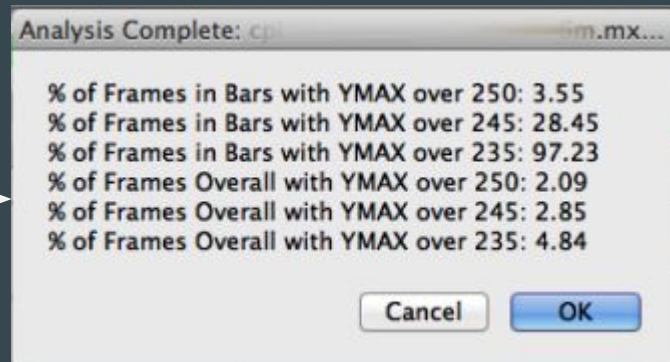 Analysis Complete: m.mx...
% of Frames in Bars with YMAX over 250: 3.55
% of Frames in Bars with YMAX over 245: 28.45
% of Frames in Bars with YMAX over 235: 97.23
% of Frames Overall with YMAX over 250: 2.09
% of Frames Overall with YMAX over 245: 2.85
% of Frames Overall with YMAX over 235: 4.84
Cancel OK